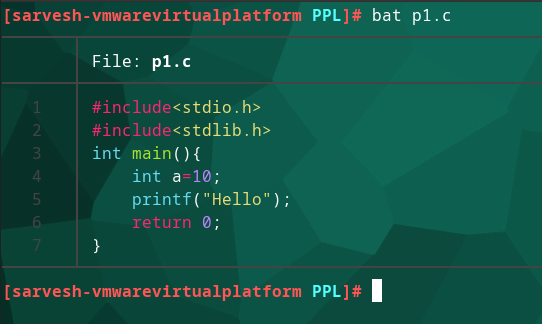 [sarvesh-vmwarevirtualplatform PPL]# bat p1.c
File: p1.c
1 #include<stdio.h>
2 #include<stdlib.h>
3 int main(){
4     int a=10;
5     printf("Hello");
6     return 0;
7 }
[sarvesh-vmwarevirtualplatform PPL]#